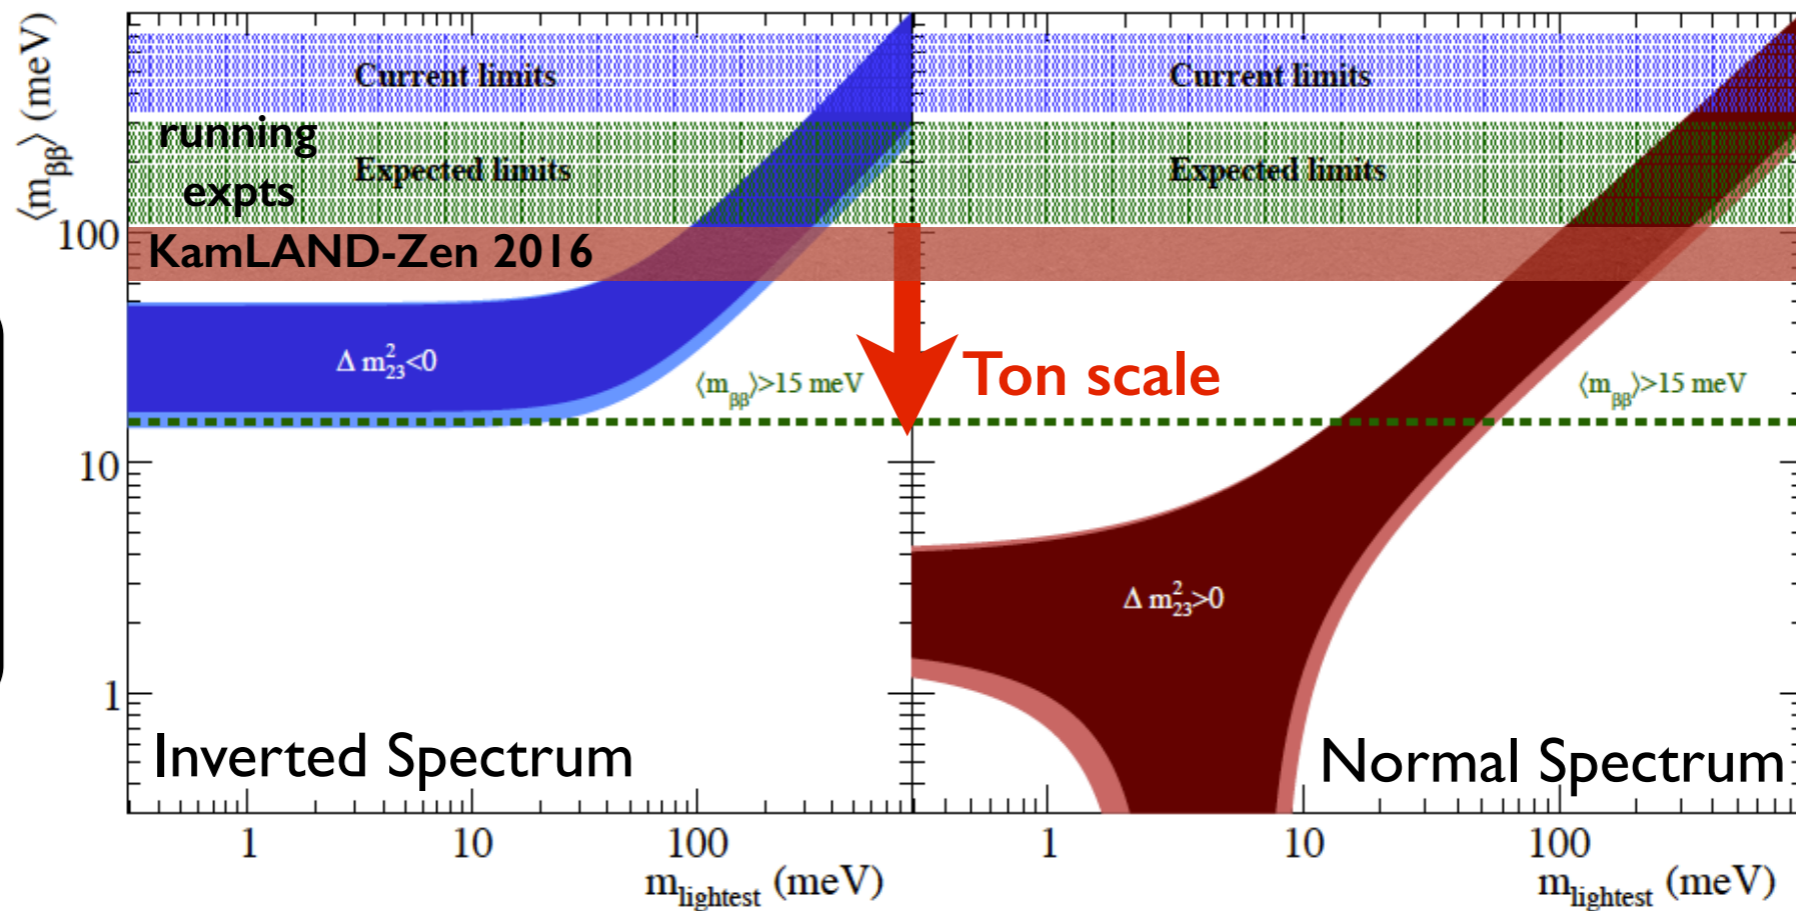 ⟨mββ⟩ (meV)
Current limits
Current limits
running
expts
Expected limits
Expected limits
100
KamLAND-Zen 2016
Δ m²₂₃<0
⟨mββ⟩>15 meV
Ton scale
⟨mββ⟩>15 meV
10
Δ m²₂₃>0
1
Inverted Spectrum
Normal Spectrum
1 10 100
1 10 100
m_lightest (meV)
m_lightest (meV)